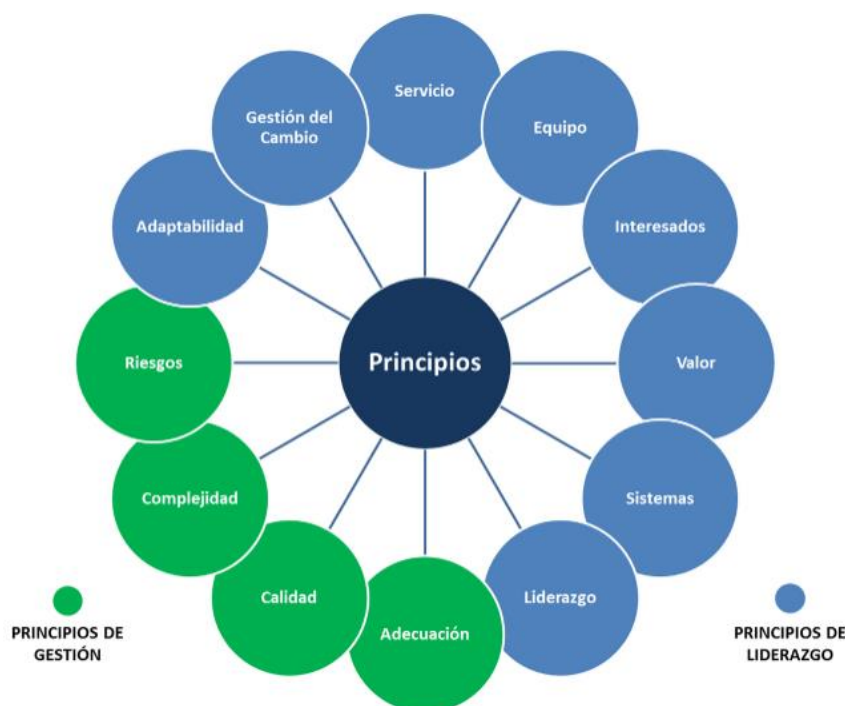 Servicio
Gestión del
Cambio
Equipo
Adaptabilidad
Interesados
Riesgos
Principios
Valor
Complejidad
Sistemas
Calidad
Adecuación
Liderazgo
PRINCIPIOS DE
GESTIÓN
PRINCIPIOS DE
LIDERAZGO